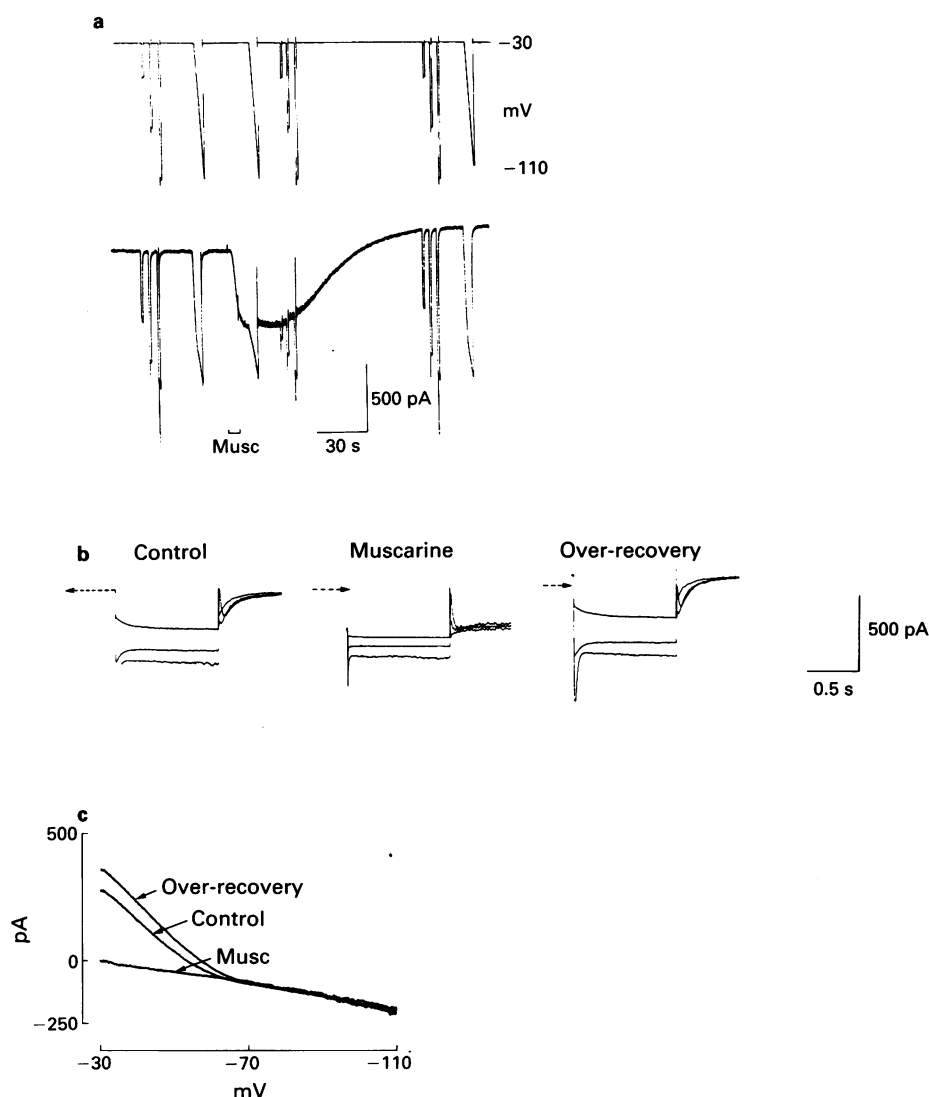 a
−30
mV
−110
500 pA
Musc
30 s
b
Control
Muscarine
Over-recovery
500 pA
0.5 s
c
500
Over-recovery
Control
pA
Musc
0
−250
−30
−70
−110
mV